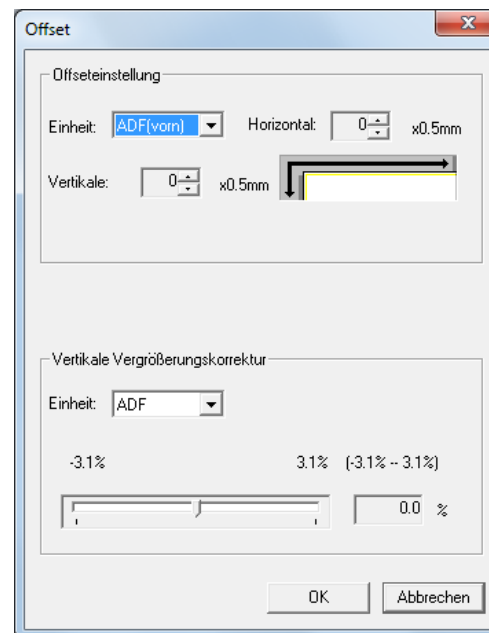 Offset
Offseteinstellung
Einheit: ADF(vorn) Horizontal: 0 x0.5mm
Vertikale: 0 x0.5mm
Vertikale Vergrößerungskorrektur
Einheit: ADF
-3.1% 3.1% (-3.1% -- 3.1%)
0.0 %
OK Abbrechen